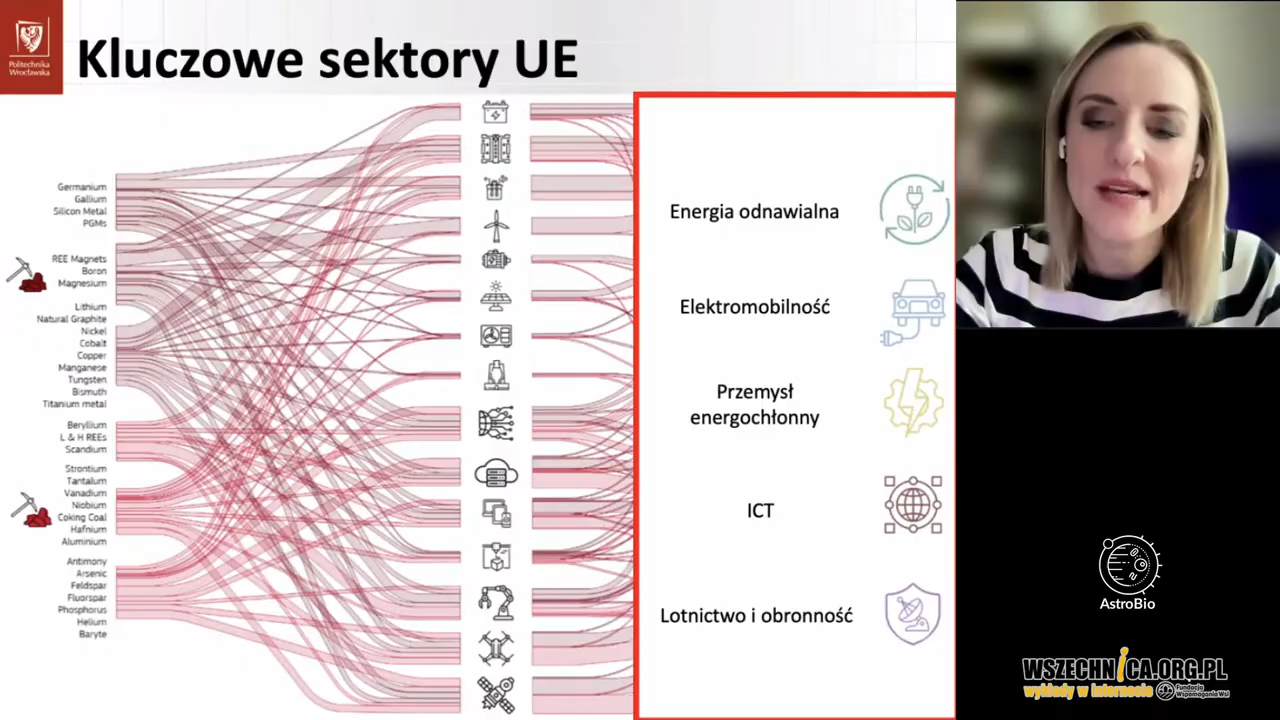 Politechnika
Wrocławska
Kluczowe sektory UE
Germanium
Gallium
Silicon Metal
PGMs
REE Magnets
Boron
Magnesium
Lithium
Natural Graphite
Nickel
Cobalt
Copper
Manganese
Tungsten
Bismuth
Titanium metal
Beryllium
L & H REEs
Scandium
Strontium
Tantalum
Vanadium
Niobium
Coking Coal
Hafnium
Aluminium
Antimony
Arsenic
Feldspar
Fluorspar
Phosphorus
Helium
Baryte
Energia odnawialna
Elektromobilność
Przemysł
energochłonny
ICT
Lotnictwo i obronność
AstroBio
WSZECHNICA.ORG.PL
wykłady w internecie
Fundacja
Wspomagania Wsi